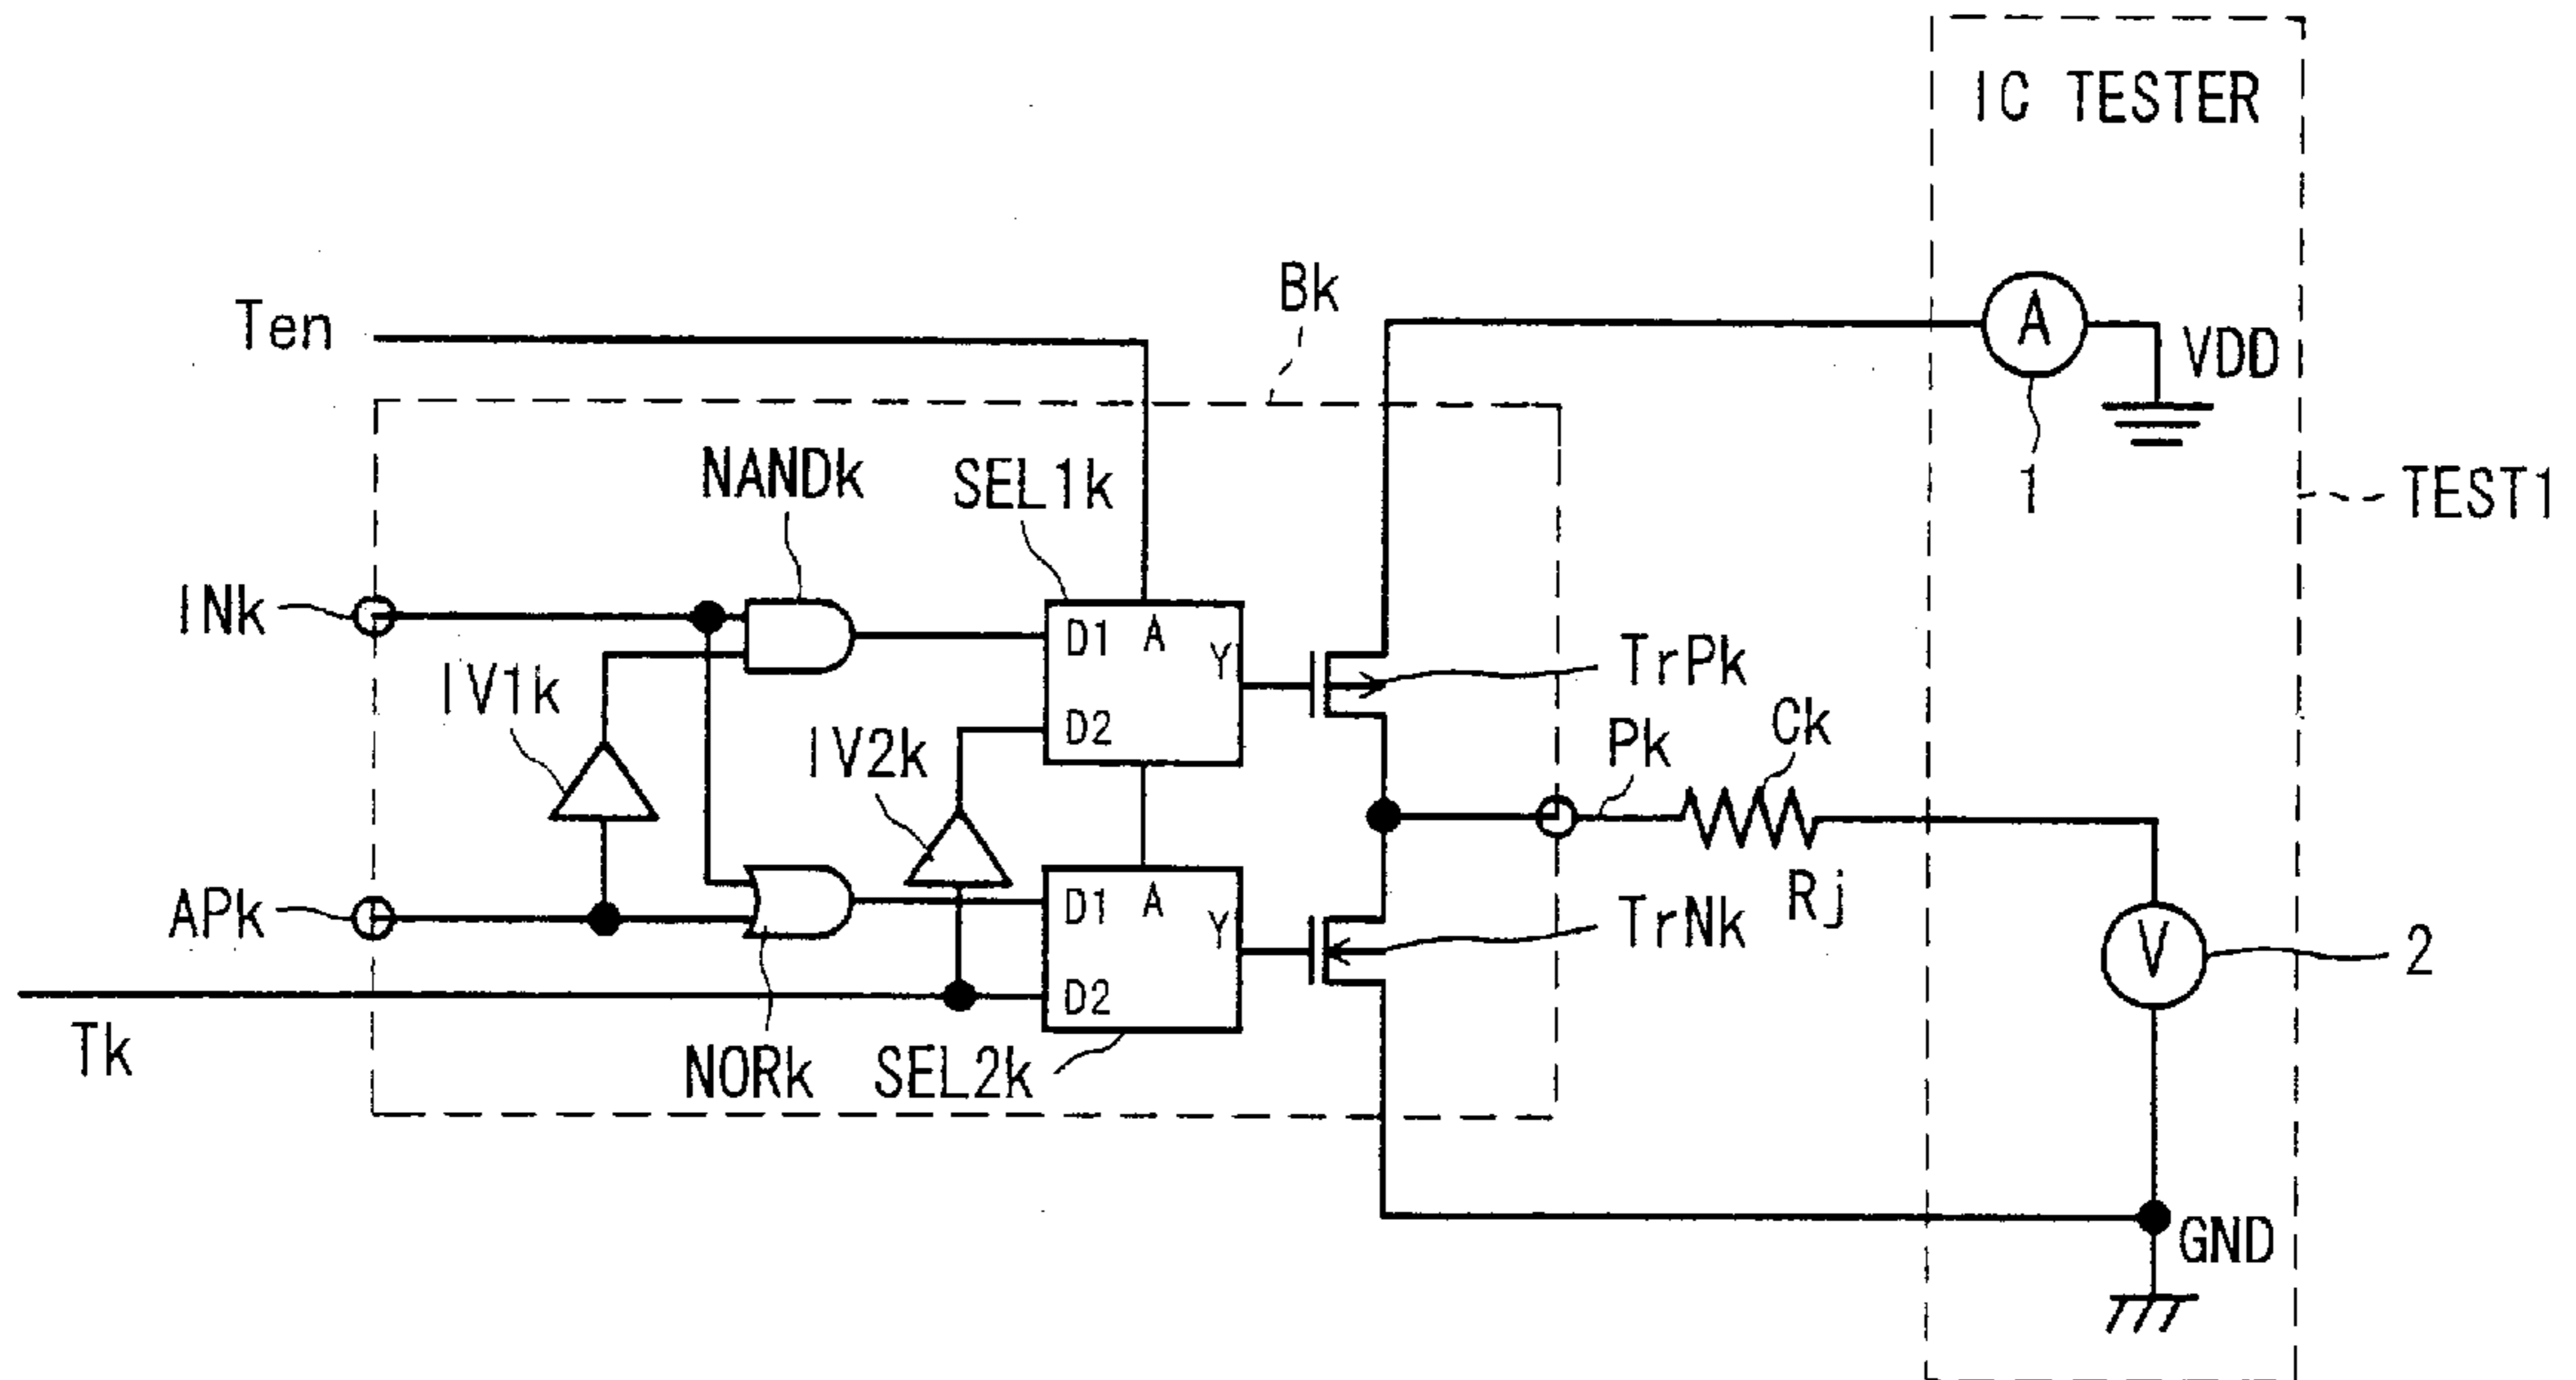 IC TESTER
Bk
Ten
A
VDD
1
TEST1
NANDk
SEL1k
INk
D1
A
Y
D2
TrPk
IV1k
IV2k
Pk
Ck
Rj
APk
D1
A
Y
D2
TrNk
V
2
Tk
NORk
SEL2k
GND